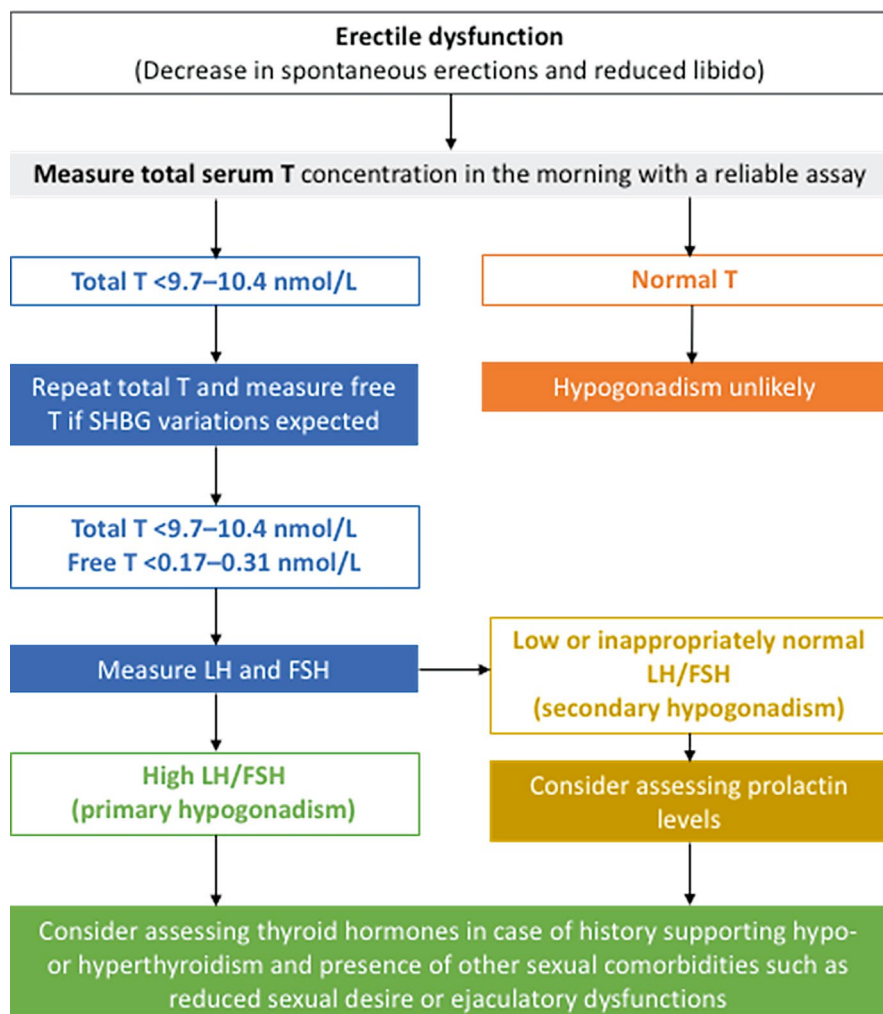 Erectile dysfunction
(Decrease in spontaneous erections and reduced libido)
Measure total serum T concentration in the morning with a reliable assay
Total T <9.7–10.4 nmol/L
Normal T
Repeat total T and measure free
T if SHBG variations expected
Hypogonadism unlikely
Total T <9.7–10.4 nmol/L
Free T <0.17–0.31 nmol/L
Measure LH and FSH
Low or inappropriately normal
LH/FSH
(secondary hypogonadism)
High LH/FSH
(primary hypogonadism)
Consider assessing prolactin
levels
Consider assessing thyroid hormones in case of history supporting hypo-
or hyperthyroidism and presence of other sexual comorbidities such as
reduced sexual desire or ejaculatory dysfunctions